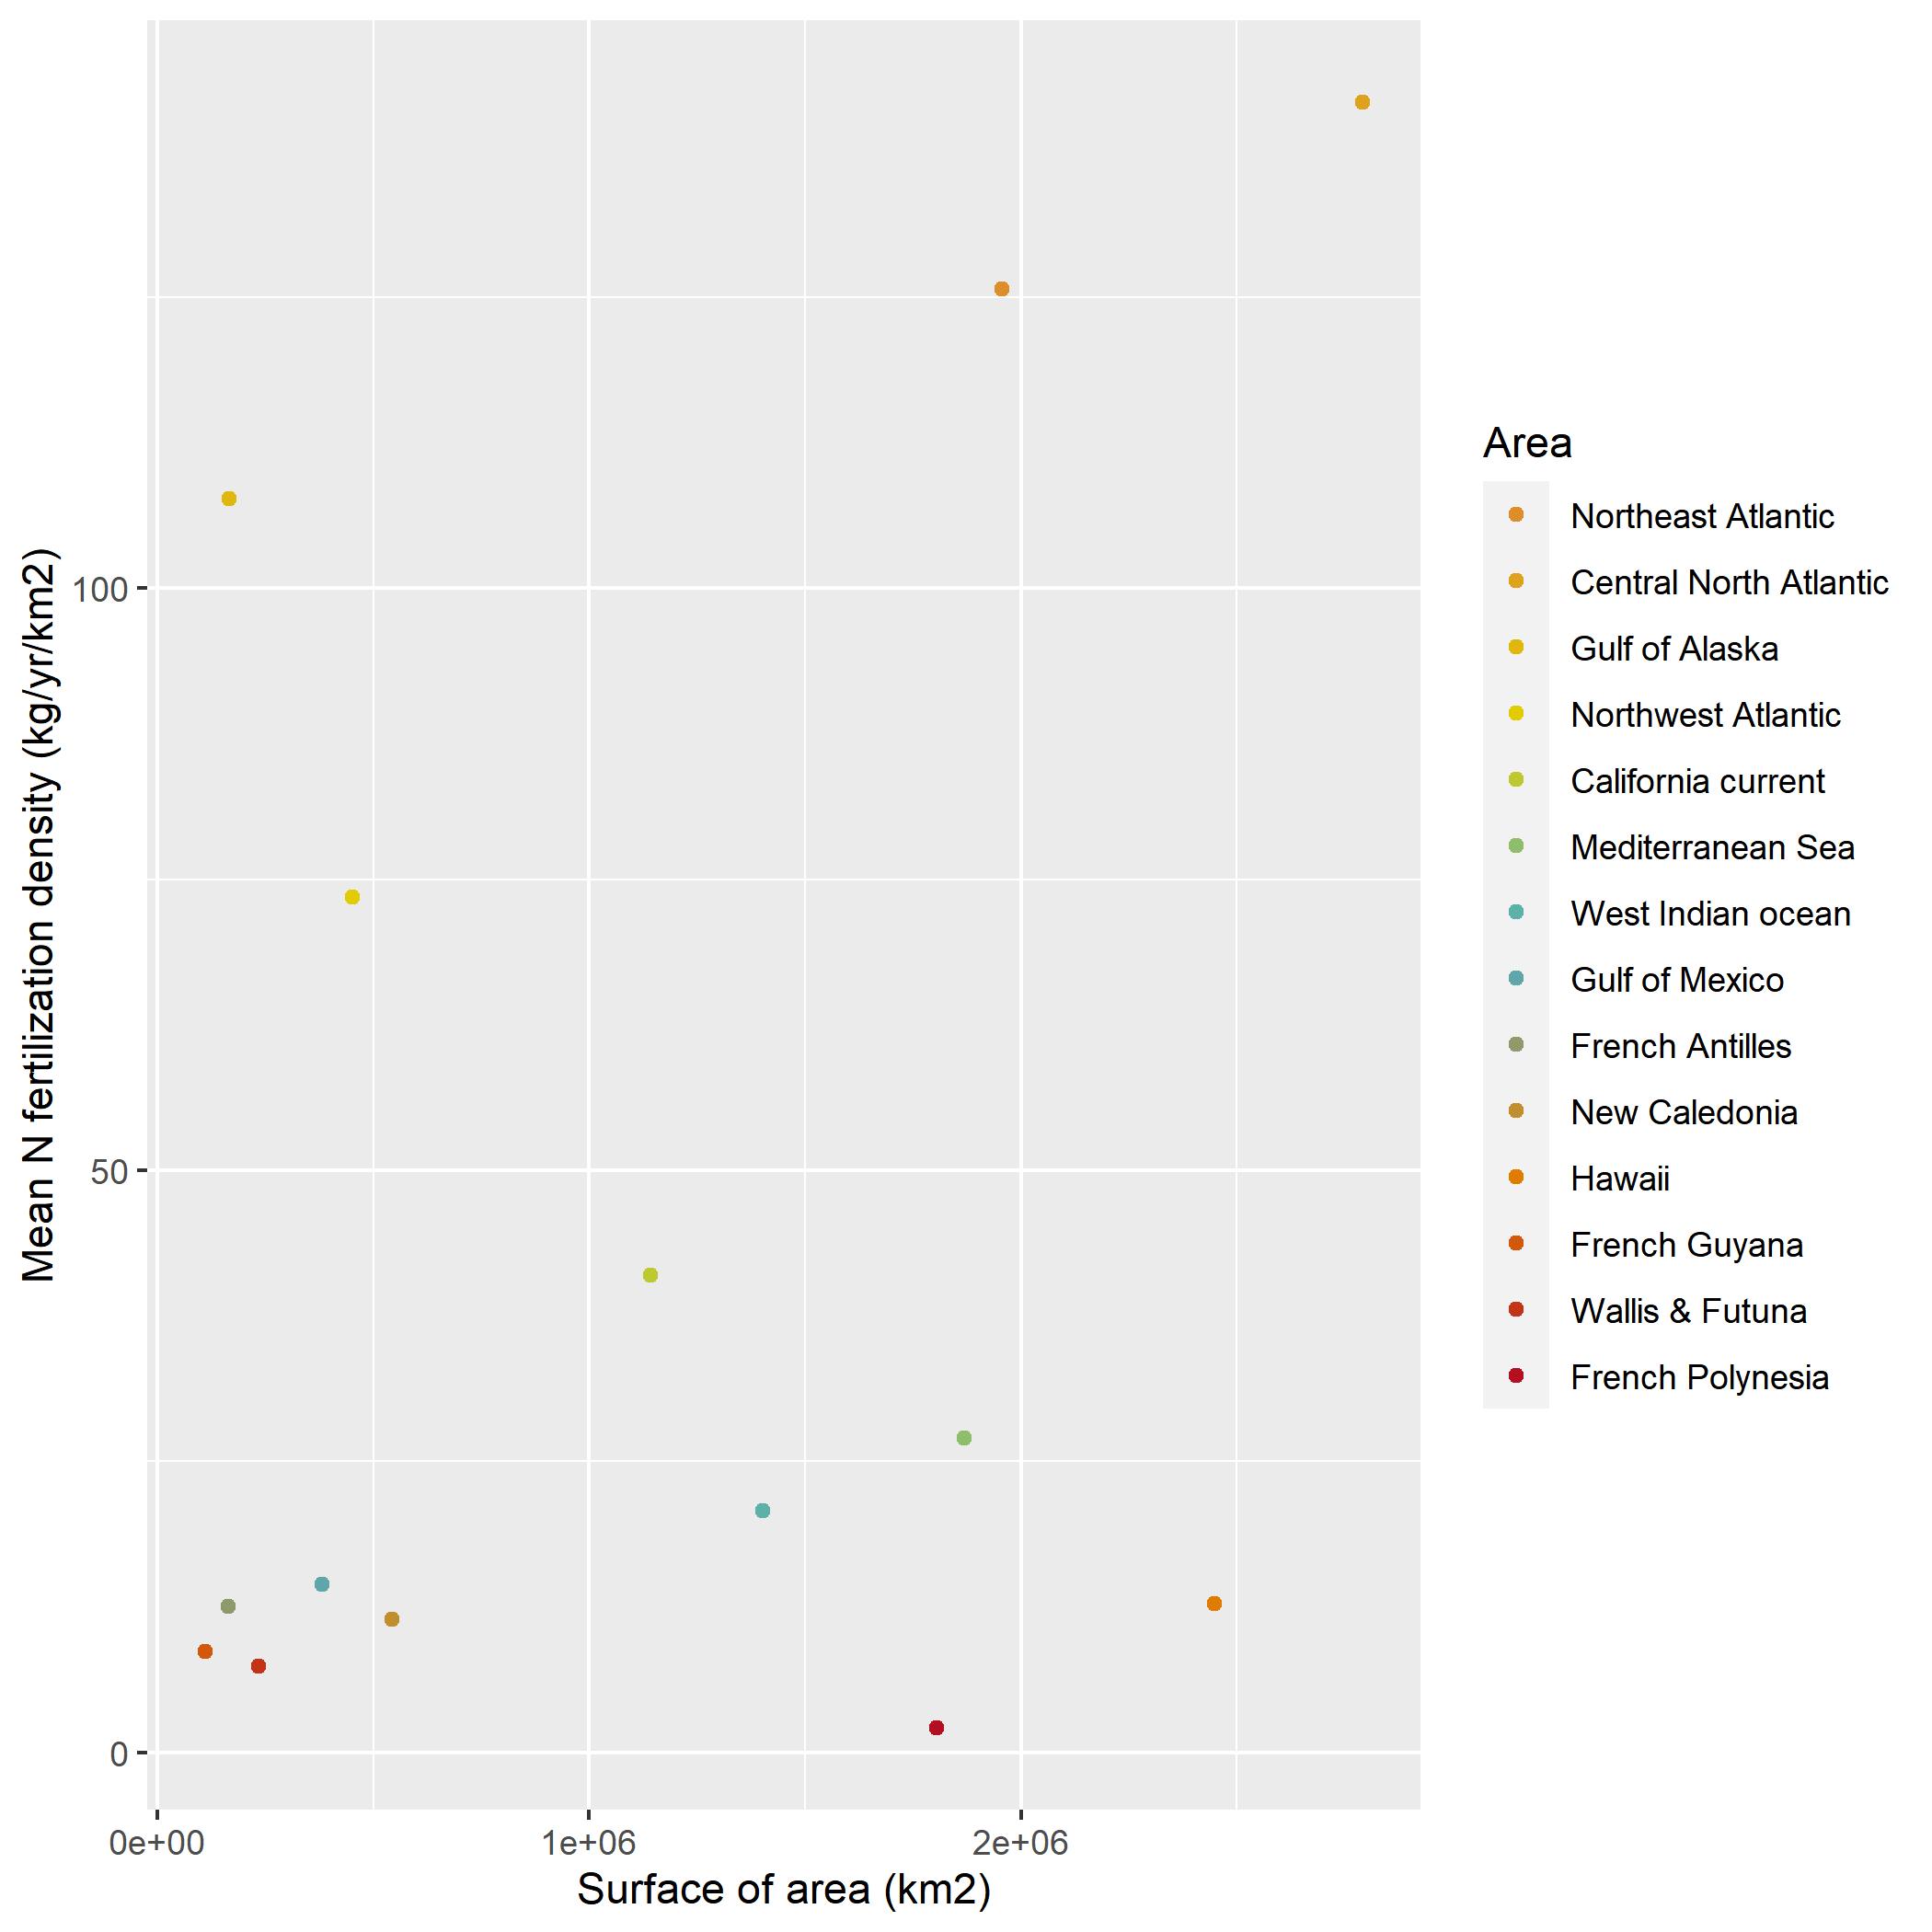 Mean N fertilization density (kg/yr/km2)
100
50
0
0e+00
1e+06
2e+06
Surface of area (km2)
Area
Northeast Atlantic
Central North Atlantic
Gulf of Alaska
Northwest Atlantic
California current
Mediterranean Sea
West Indian ocean
Gulf of Mexico
French Antilles
New Caledonia
Hawaii
French Guyana
Wallis & Futuna
French Polynesia